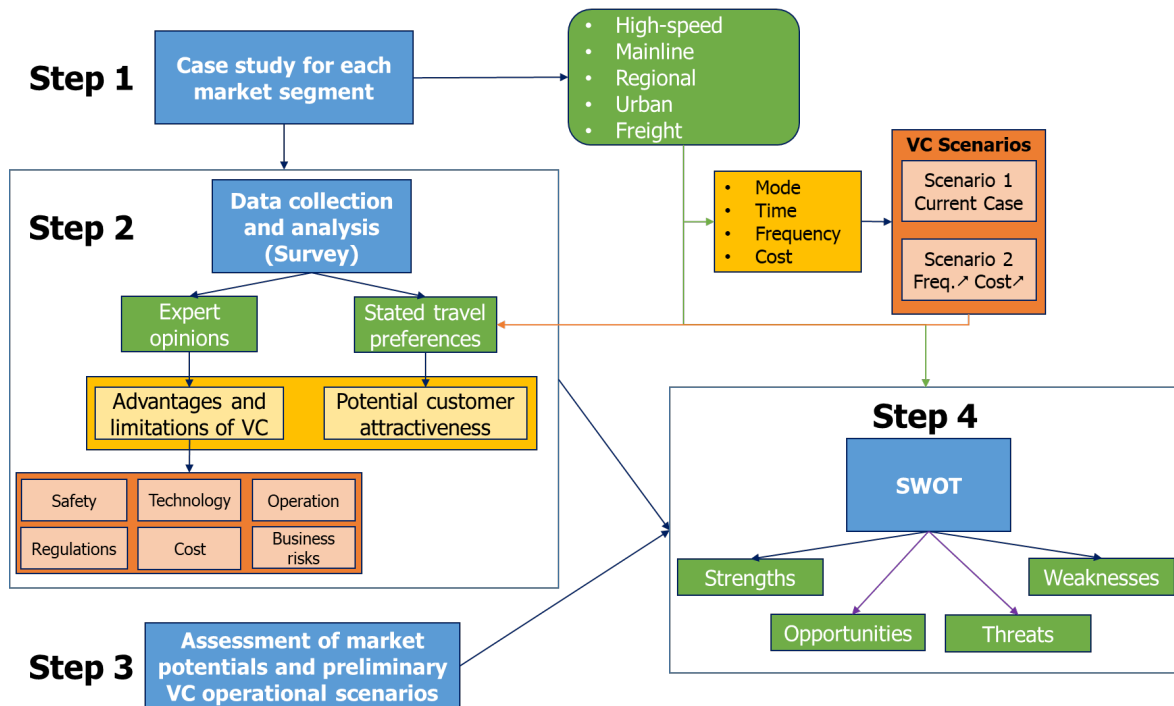 Step 1
Case study for each
market segment
• High-speed
• Mainline
• Regional
• Urban
• Freight
• Mode
• Time
• Frequency
• Cost
VC Scenarios
Scenario 1
Current Case
Scenario 2
Freq.↗ Cost↗
Step 2
Data collection
and analysis
(Survey)
Expert
opinions
Stated travel
preferences
Advantages and
limitations of VC
Potential customer
attractiveness
Safety
Technology
Operation
Regulations
Cost
Business
risks
Step 3
Assessment of market
potentials and preliminary
VC operational scenarios
Step 4
SWOT
Strengths
Weaknesses
Opportunities
Threats